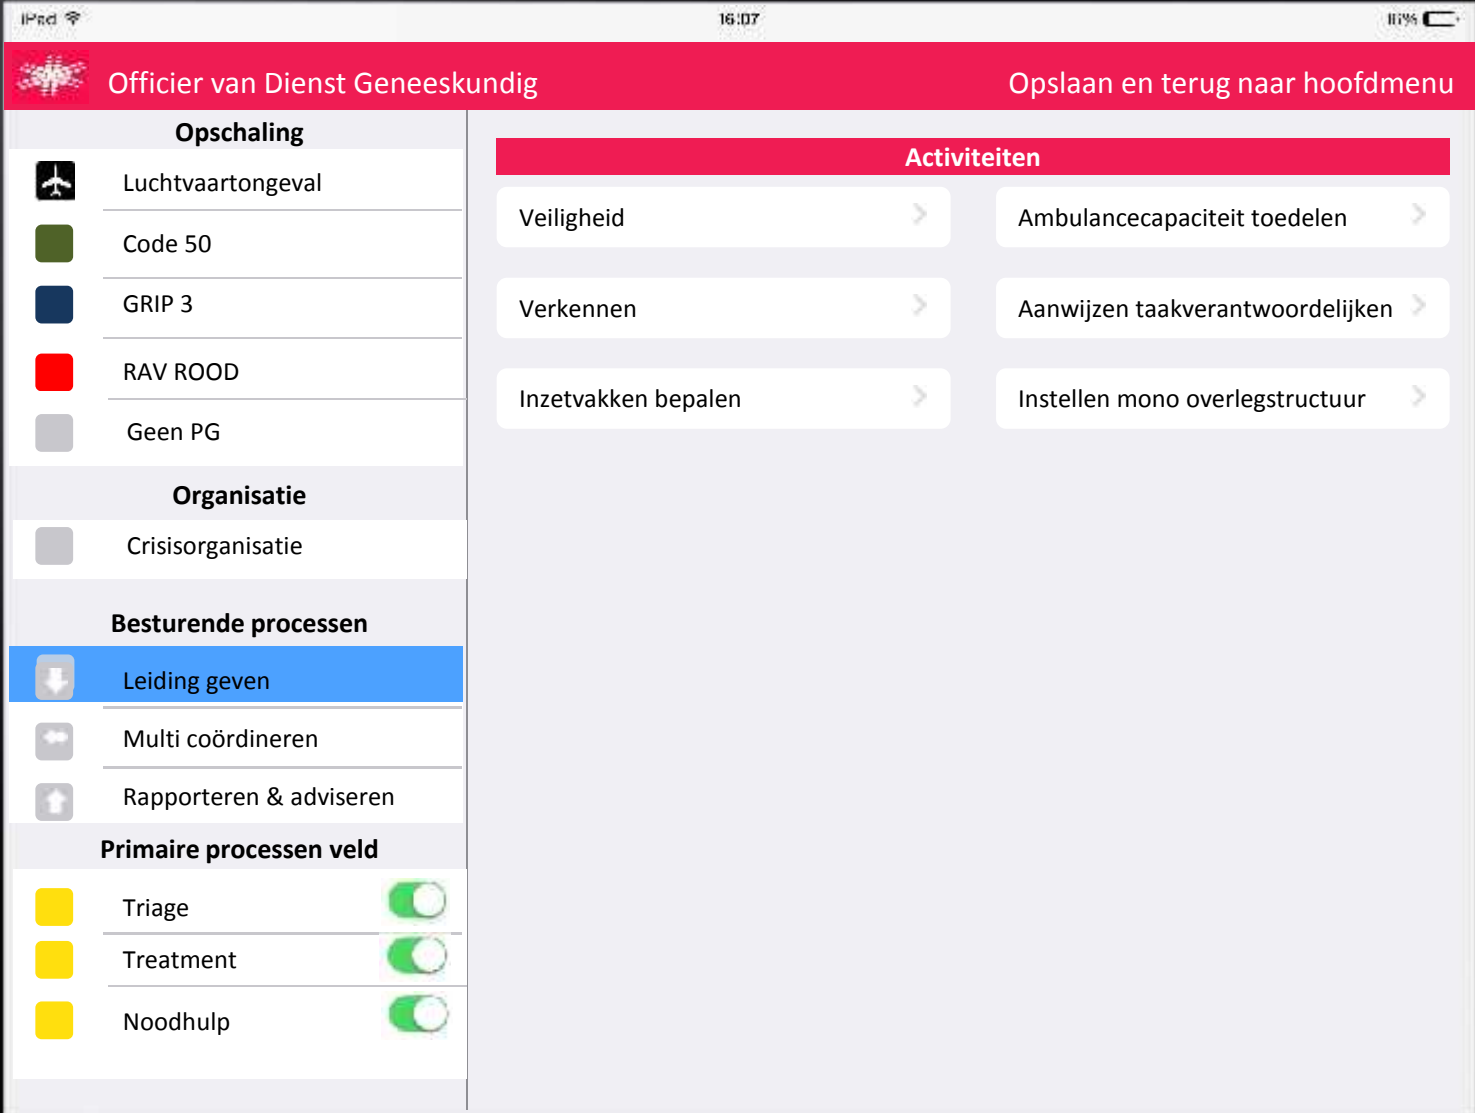 iPad
16:07
Officier van Dienst Geneeskundig
Opslaan en terug naar hoofdmenu
Opschaling
Luchtvaartongeval
Code 50
GRIP 3
RAV ROOD
Geen PG
Organisatie
Crisisorganisatie
Besturende processen
Leiding geven
Multi coördineren
Rapporteren & adviseren
Primaire processen veld
Triage
Treatment
Noodhulp
Activiteiten
Veiligheid
Ambulancecapaciteit toedelen
Verkennen
Aanwijzen taakverantwoordelijken
Inzetvakken bepalen
Instellen mono overlegstructuur